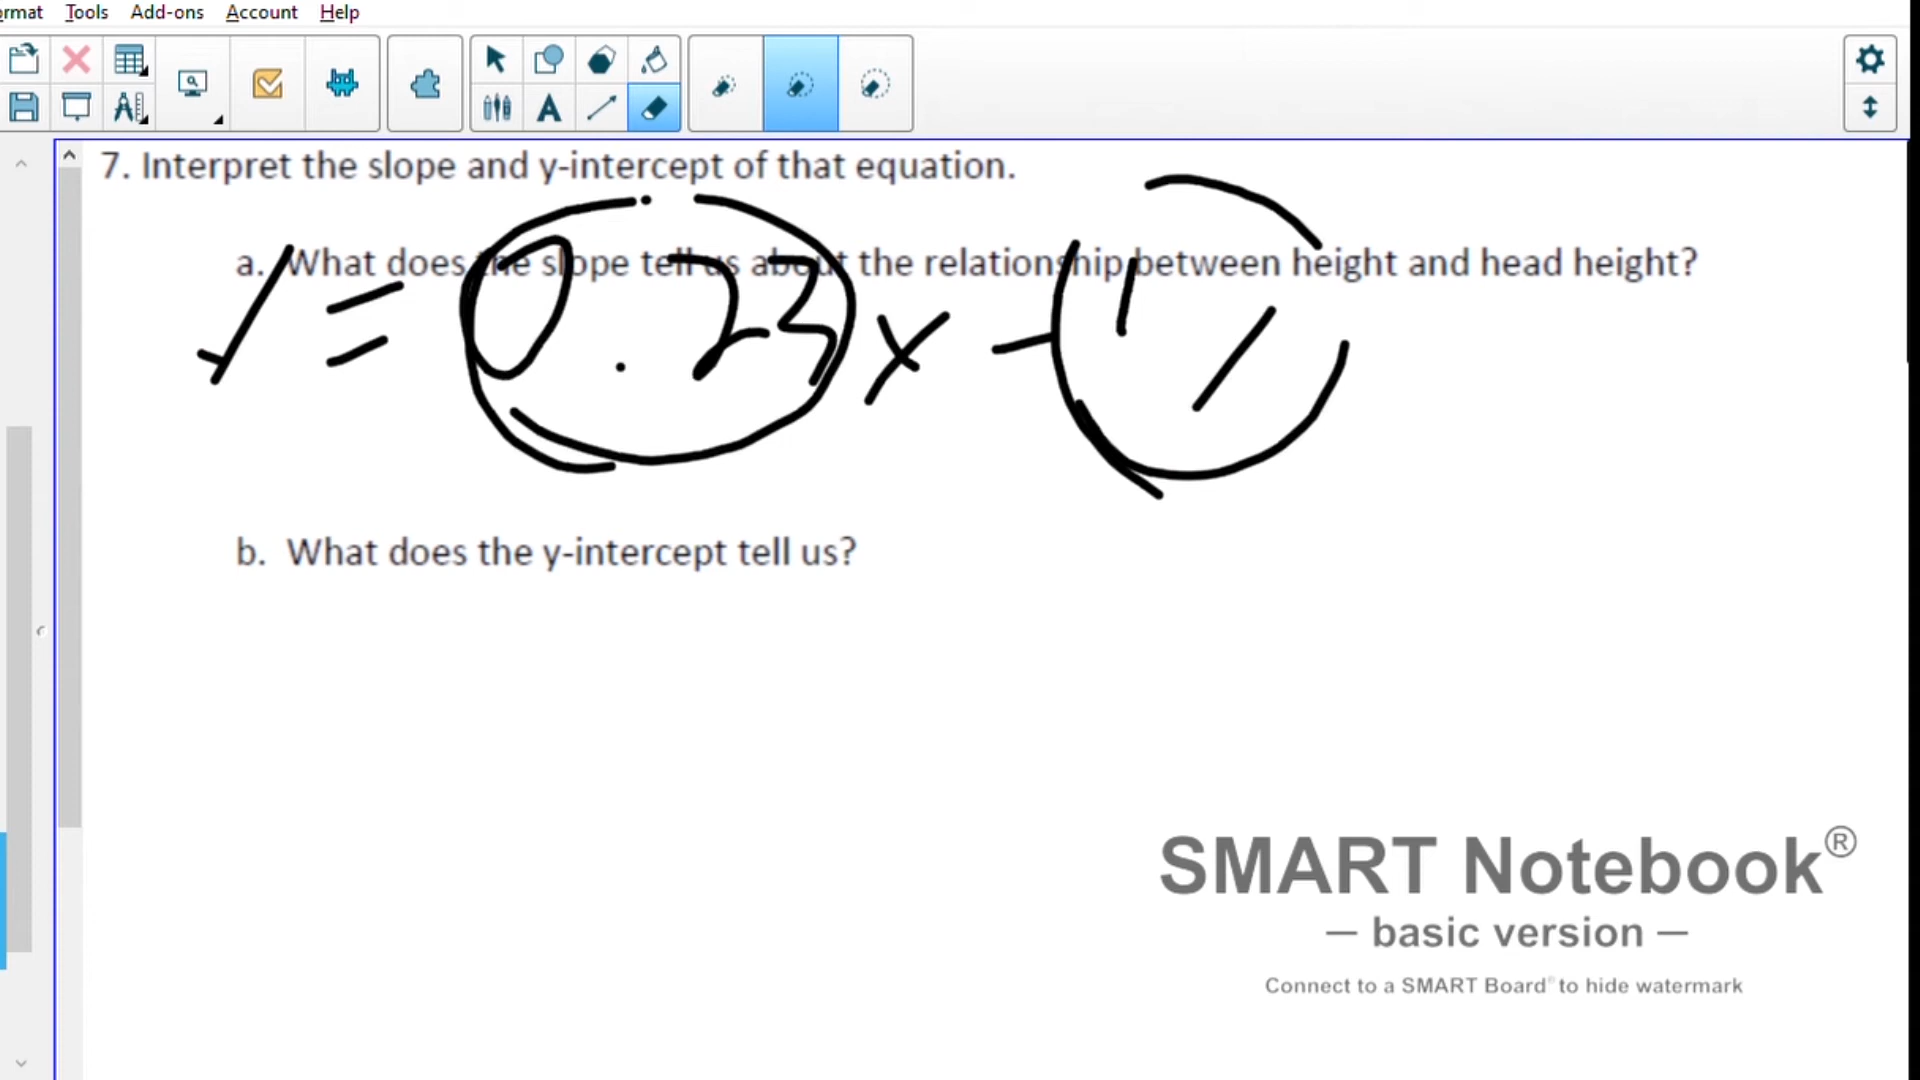 ormat Tools Add-ons Account Help
7. Interpret the slope and y-intercept of that equation.
a. What does the slope tell us about the relationship between height and head height?
y = 0.23x -
b. What does the y-intercept tell us?
SMART Notebook®
— basic version —
Connect to a SMART Board® to hide watermark